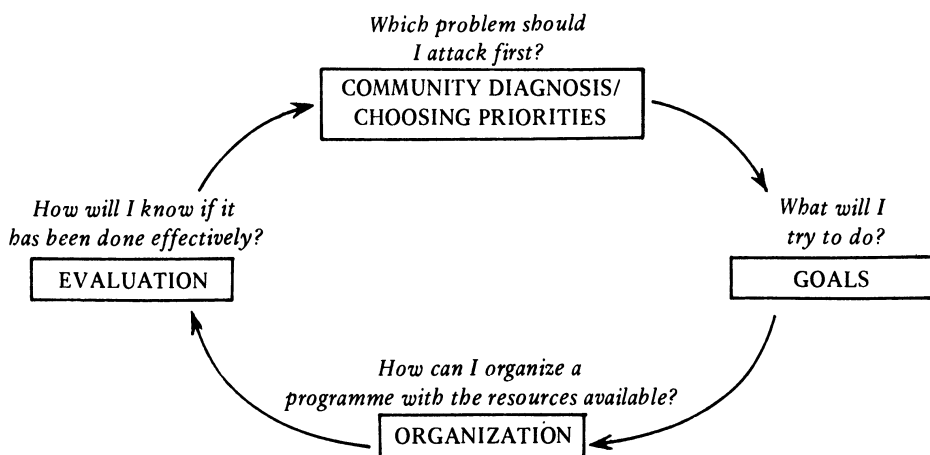 Which problem should
I attack first?
COMMUNITY DIAGNOSIS/
CHOOSING PRIORITIES
How will I know if it
has been done effectively?
EVALUATION
What will I
try to do?
GOALS
How can I organize a
programme with the resources available?
ORGANIZATION